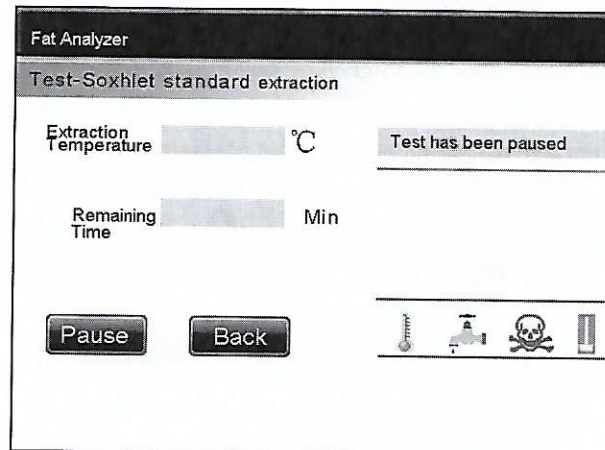 Fat Analyzer
Test-Soxhlet standard extraction
Extraction
Temperature
℃
Test has been paused
Remaining
Time
Min
Pause
Back